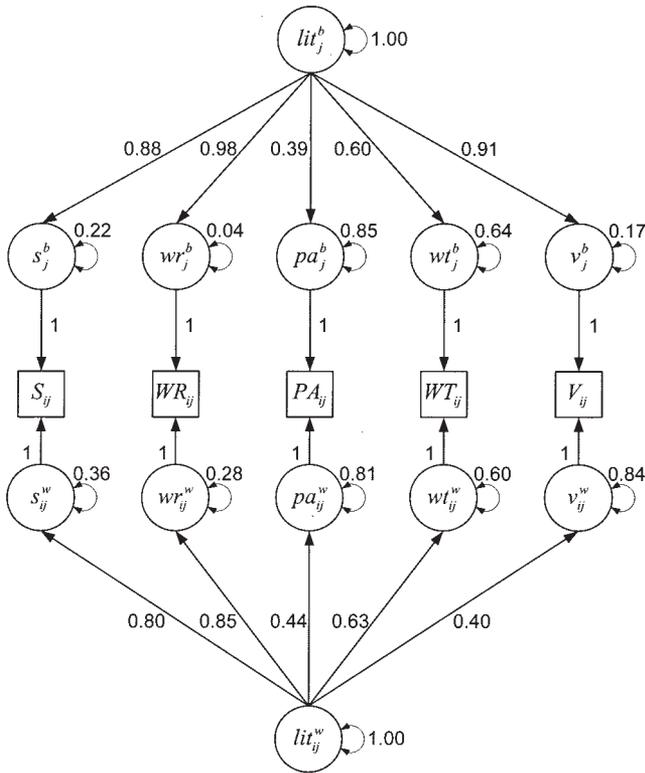 lit_j^b 1.00
0.88 0.98 0.39 0.60 0.91
s_j^b 0.22 wr_j^b 0.04 pa_j^b 0.85 wt_j^b 0.64 v_j^b 0.17
1 1 1 1 1
S_ij WR_ij PA_ij WT_ij V_ij
1 1 1 1 1
s_ij^w 0.36 wr_ij^w 0.28 pa_ij^w 0.81 wt_ij^w 0.60 v_ij^w 0.84
0.80 0.85 0.44 0.63 0.40
lit_ij^w 1.00